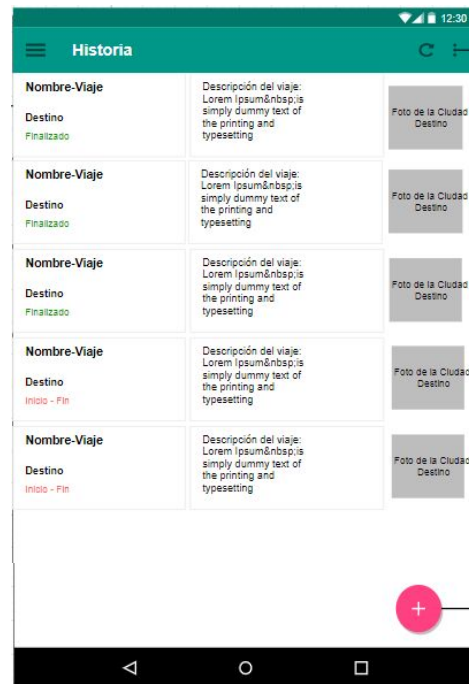 12:30
Historia
Nombre-Viaje
Destino
Finalizado
Descripción del viaje:
Lorem Ipsum&nbsp;is
simply dummy text of
the printing and
typesetting
Foto de la Ciudad
Destino
Nombre-Viaje
Destino
Finalizado
Descripción del viaje:
Lorem Ipsum&nbsp;is
simply dummy text of
the printing and
typesetting
Foto de la Ciudad
Destino
Nombre-Viaje
Destino
Finalizado
Descripción del viaje:
Lorem Ipsum&nbsp;is
simply dummy text of
the printing and
typesetting
Foto de la Ciudad
Destino
Nombre-Viaje
Destino
Inicio - Fin
Descripción del viaje:
Lorem Ipsum&nbsp;is
simply dummy text of
the printing and
typesetting
Foto de la Ciudad
Destino
Nombre-Viaje
Destino
Inicio - Fin
Descripción del viaje:
Lorem Ipsum&nbsp;is
simply dummy text of
the printing and
typesetting
Foto de la Ciudad
Destino
+